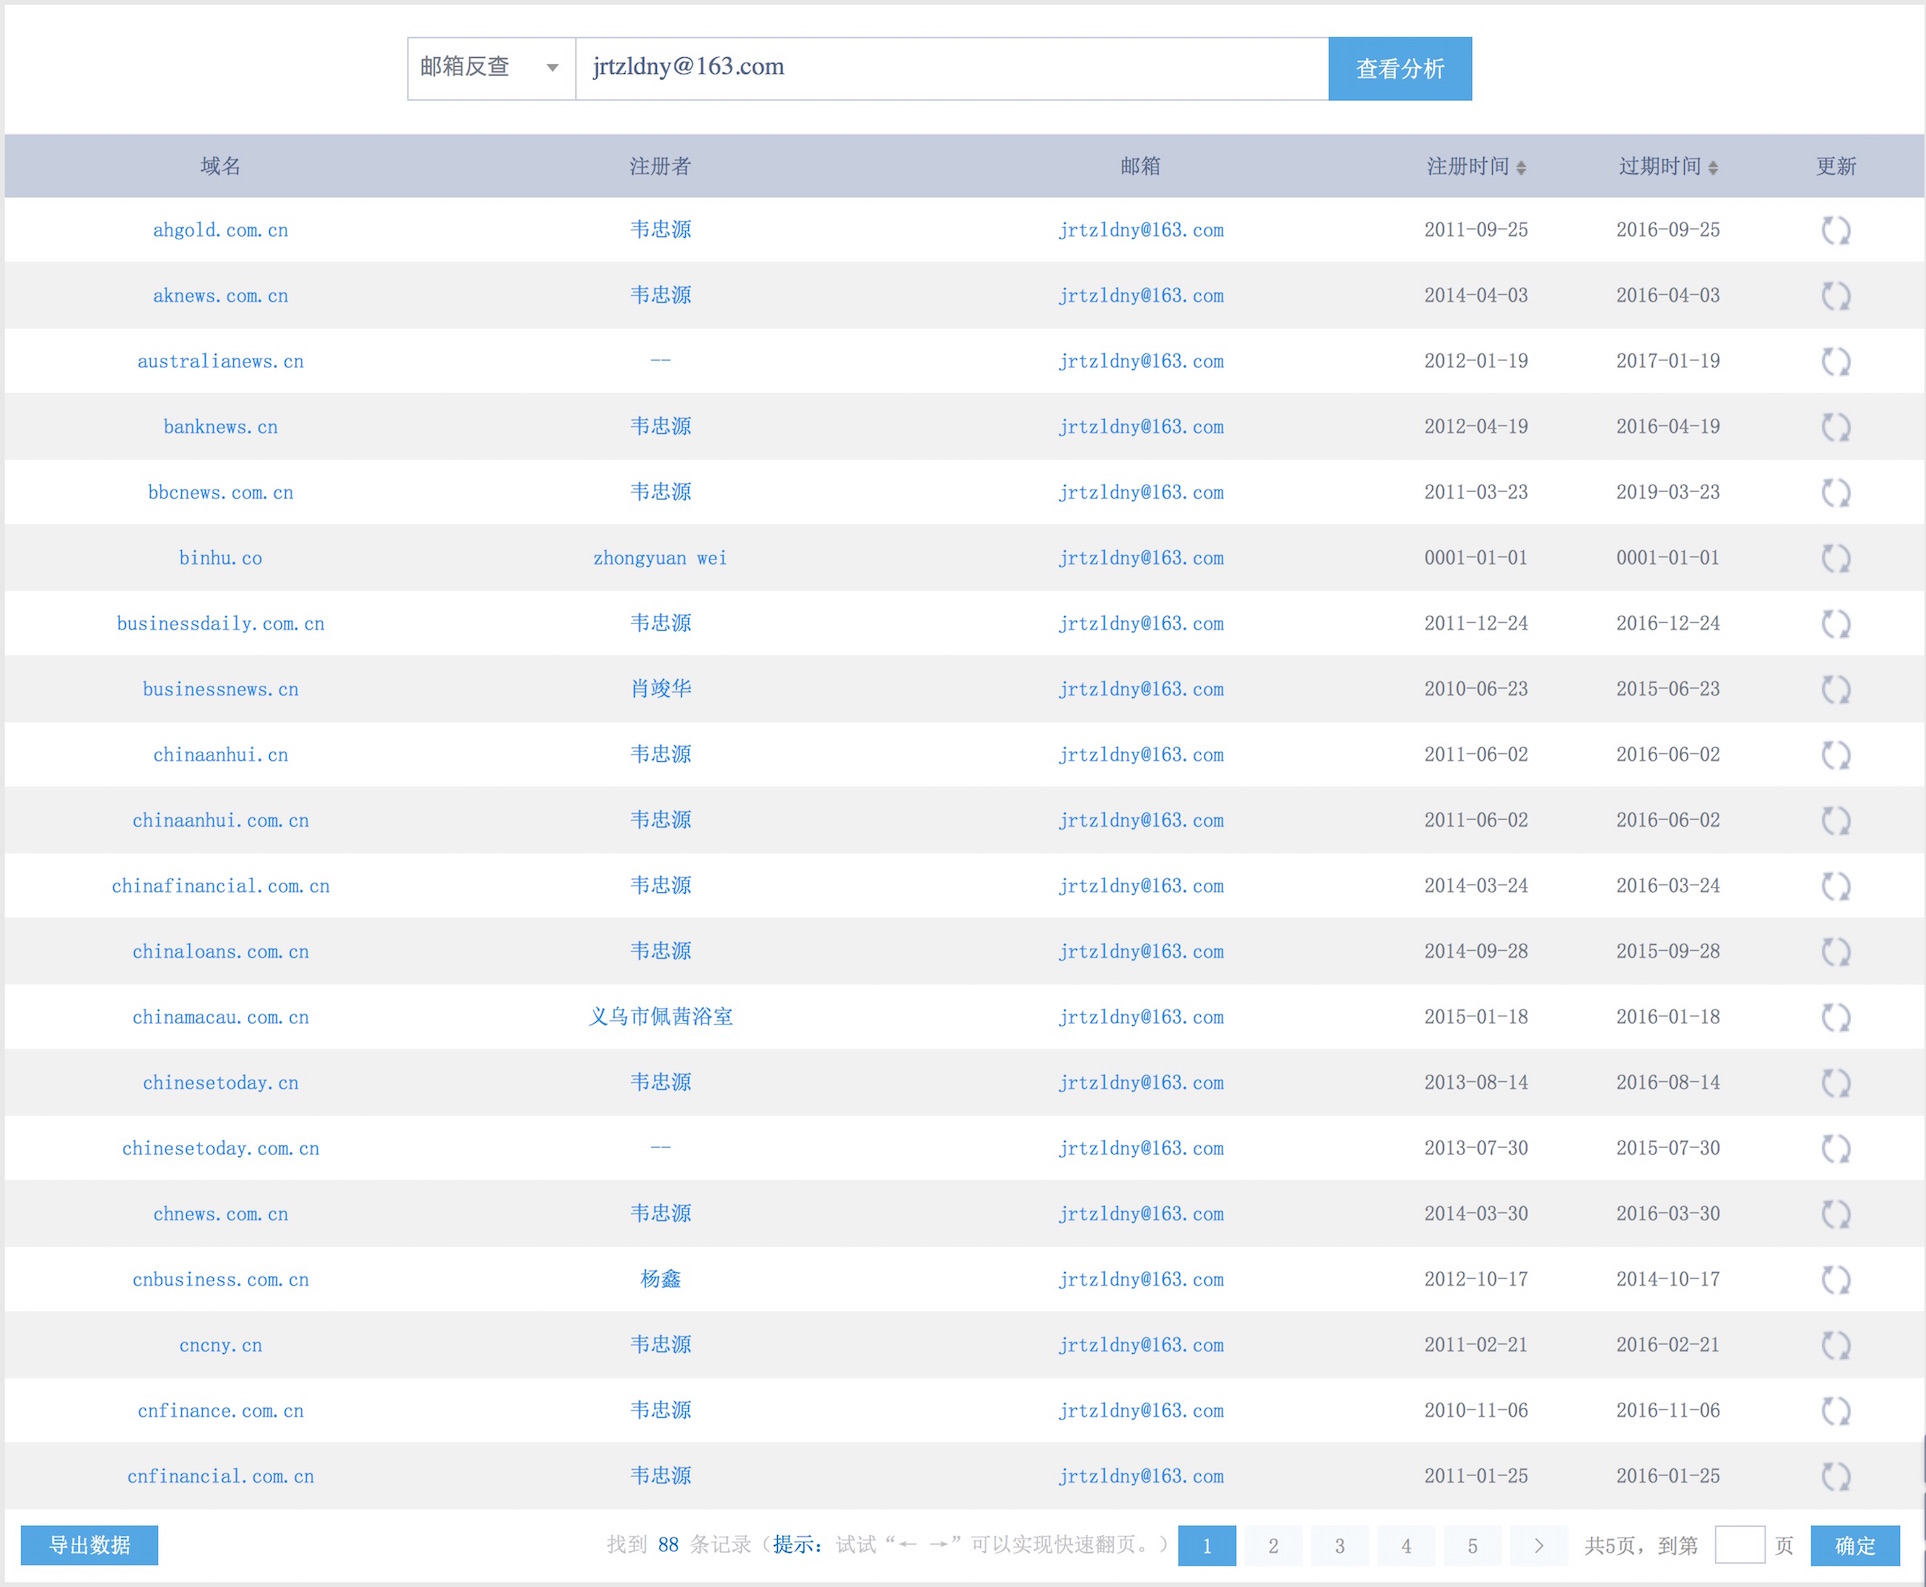 邮箱反查 jrtzldny@163.com 查看分析
域名 注册者 邮箱 注册时间 过期时间 更新
ahgold.com.cn 韦忠源 jrtzldny@163.com 2011-09-25 2016-09-25
aknews.com.cn 韦忠源 jrtzldny@163.com 2014-04-03 2016-04-03
australianews.cn -- jrtzldny@163.com 2012-01-19 2017-01-19
banknews.cn 韦忠源 jrtzldny@163.com 2012-04-19 2016-04-19
bbcnews.com.cn 韦忠源 jrtzldny@163.com 2011-03-23 2019-03-23
binhu.co zhongyuan wei jrtzldny@163.com 0001-01-01 0001-01-01
businessdaily.com.cn 韦忠源 jrtzldny@163.com 2011-12-24 2016-12-24
businessnews.cn 肖竣华 jrtzldny@163.com 2010-06-23 2015-06-23
chinaanhui.cn 韦忠源 jrtzldny@163.com 2011-06-02 2016-06-02
chinaanhui.com.cn 韦忠源 jrtzldny@163.com 2011-06-02 2016-06-02
chinafinancial.com.cn 韦忠源 jrtzldny@163.com 2014-03-24 2016-03-24
chinaloans.com.cn 韦忠源 jrtzldny@163.com 2014-09-28 2015-09-28
chinamacau.com.cn 义乌市佩茜浴室 jrtzldny@163.com 2015-01-18 2016-01-18
chinesetoday.cn 韦忠源 jrtzldny@163.com 2013-08-14 2016-08-14
chinesetoday.com.cn -- jrtzldny@163.com 2013-07-30 2015-07-30
chnews.com.cn 韦忠源 jrtzldny@163.com 2014-03-30 2016-03-30
cnbusiness.com.cn 杨鑫 jrtzldny@163.com 2012-10-17 2014-10-17
cncny.cn 韦忠源 jrtzldny@163.com 2011-02-21 2016-02-21
cnfinance.com.cn 韦忠源 jrtzldny@163.com 2010-11-06 2016-11-06
cnfinancial.com.cn 韦忠源 jrtzldny@163.com 2011-01-25 2016-01-25
导出数据 找到 88 条记录（提示：试试“← →”可以实现快速翻页。） 1 2 3 4 5 > 共5页，到第 页 确定